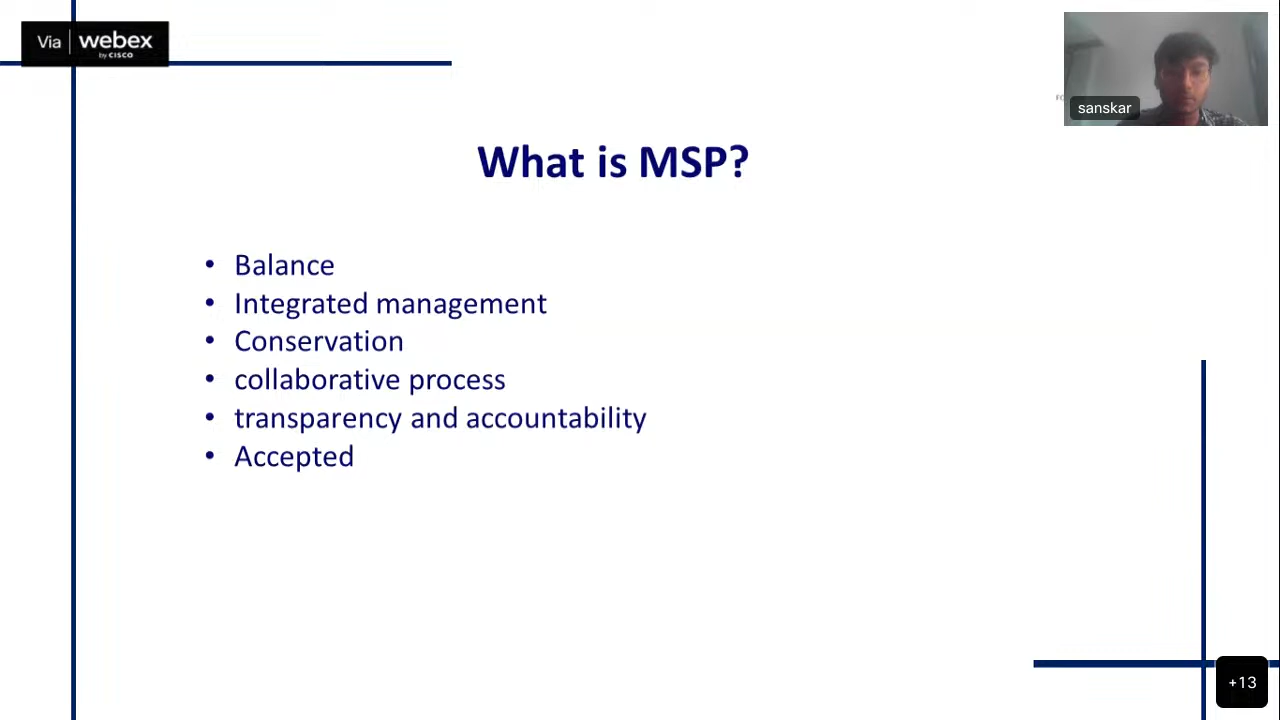 Via webex
by CISCO
sanskar
What is MSP?
• Balance
• Integrated management
• Conservation
• collaborative process
• transparency and accountability
• Accepted
+13